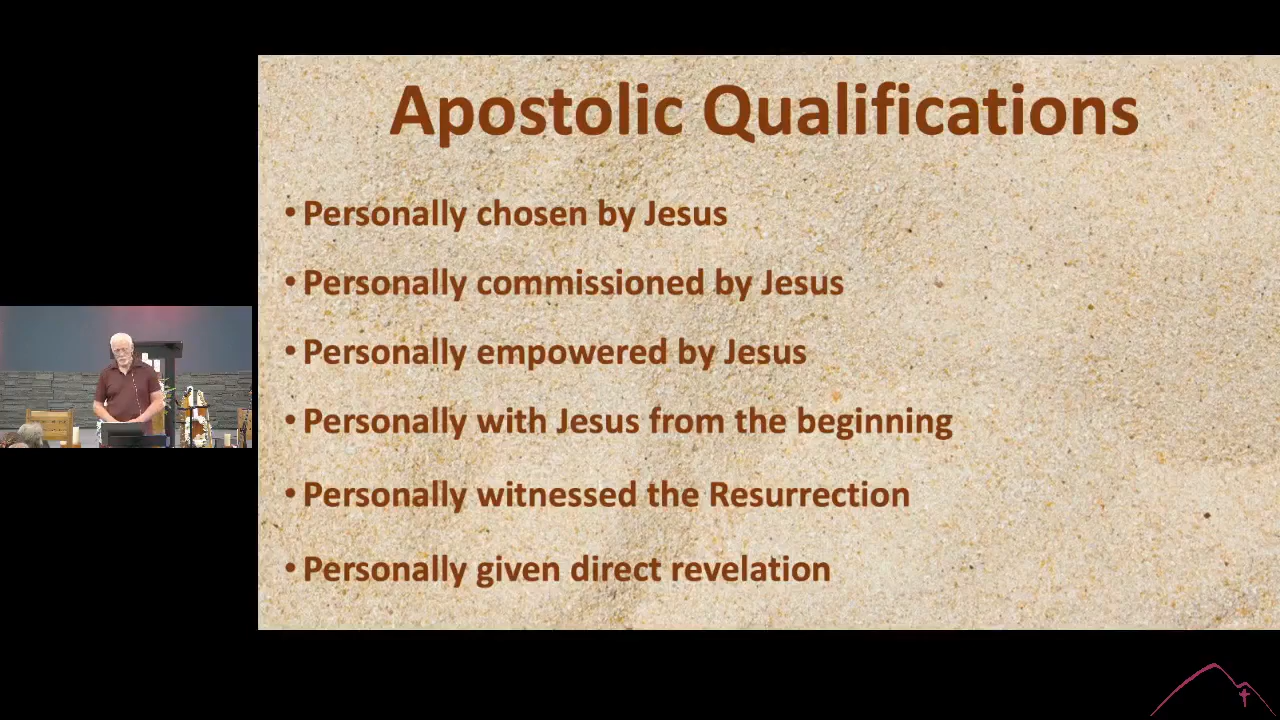 Apostolic Qualifications
• Personally chosen by Jesus
• Personally commissioned by Jesus
• Personally empowered by Jesus
• Personally with Jesus from the beginning
• Personally witnessed the Resurrection
• Personally given direct revelation